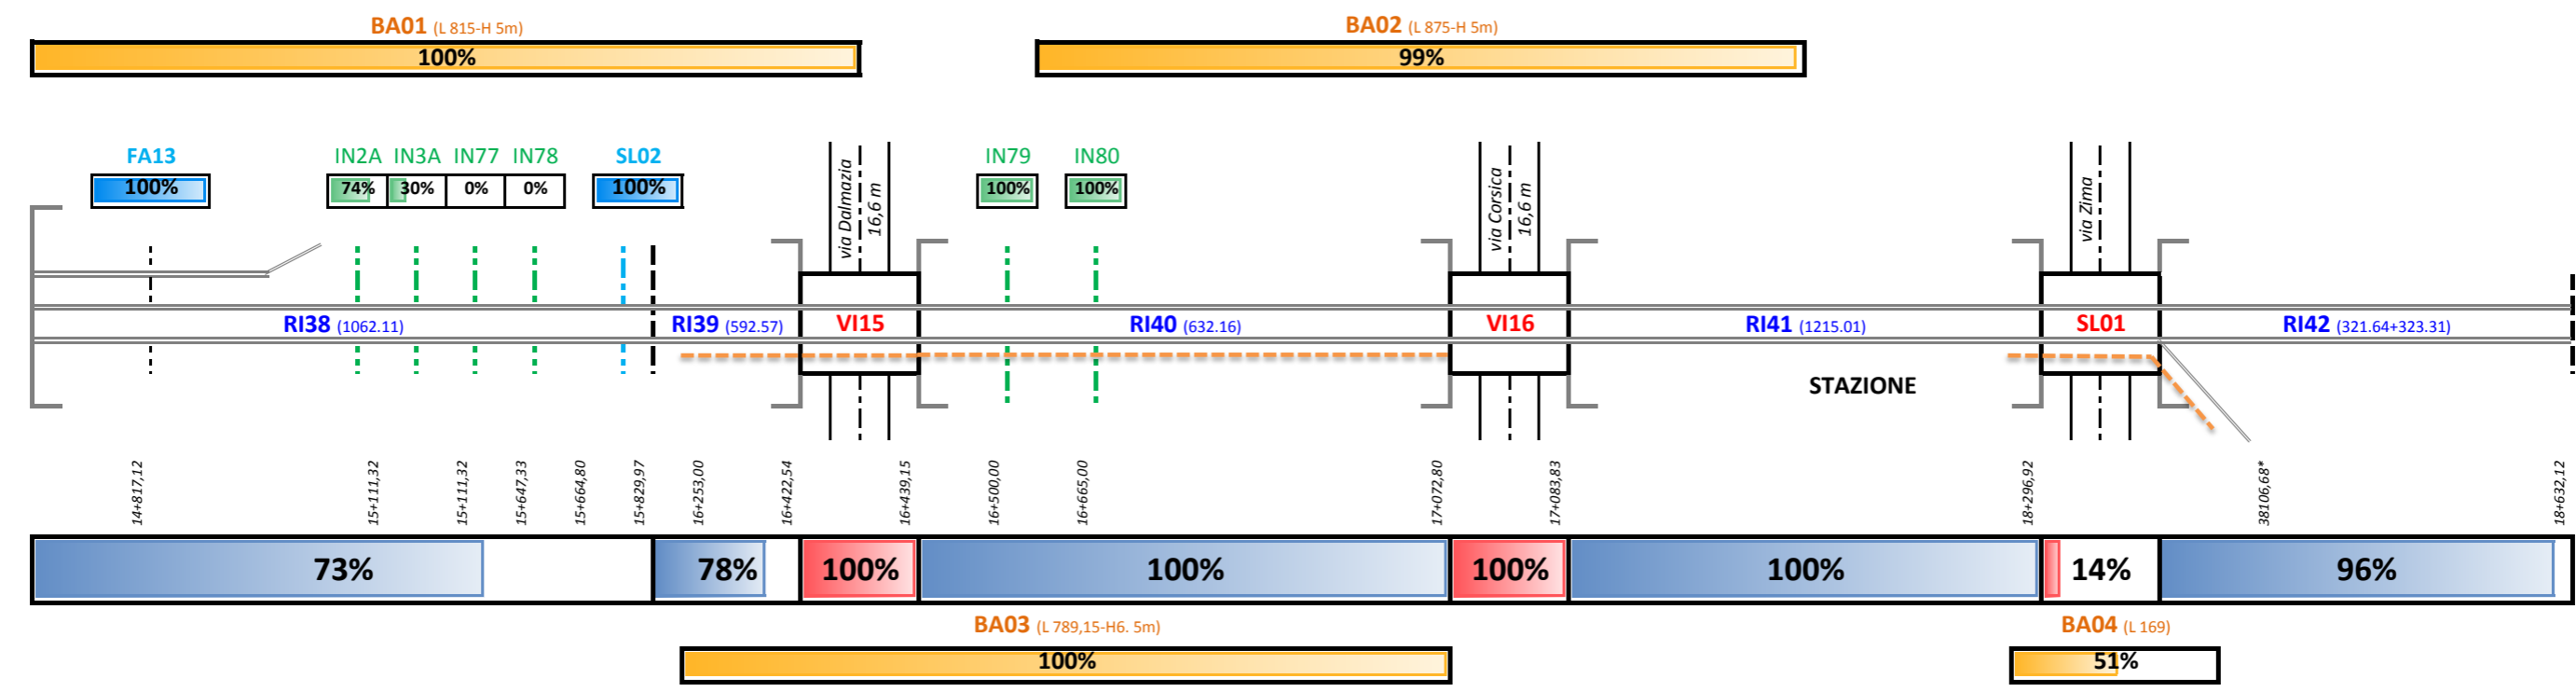 BA01 (L 815-H 5m)
BA02 (L 875-H 5m)
100%
99%
FA13
IN2A
IN3A
IN77
IN78
SL02
IN79
IN80
100%
74%
30%
0%
0%
100%
100%
100%
via Dalmazia
16,6 m
via Corsica
16,6 m
via Zima
RI38 (1062.11)
RI39 (592.57)
VI15
RI40 (632.16)
VI16
RI41 (1215.01)
SL01
RI42 (321.64+323.31)
STAZIONE
14+817,12
15+111,32
15+111,32
15+647,33
15+664,80
15+829,97
16+253,00
16+422,54
16+439,15
16+500,00
16+665,00
17+072,80
17+083,83
18+296,92
38106,68*
18+632,12
73%
78%
100%
100%
100%
100%
14%
96%
BA03 (L 789,15-H6. 5m)
BA04 (L 169)
100%
51%